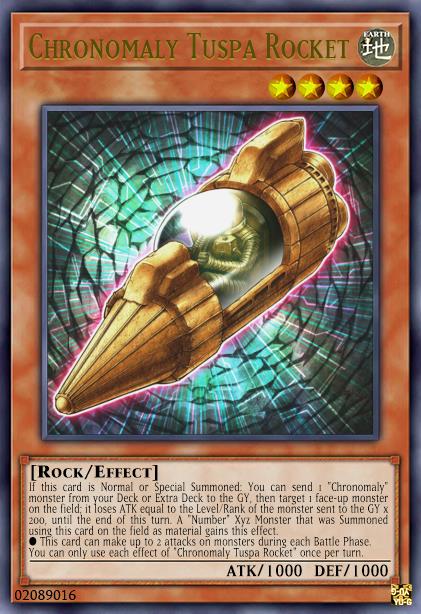 Chronomaly Tuspa Rocket
EARTH
地
[Rock/Effect]
If this card is Normal or Special Summoned: You can send 1 "Chronomaly"
monster from your Deck or Extra Deck to the GY, then target 1 face-up monster
on the field; it loses ATK equal to the Level/Rank of the monster sent to the GY x
200, until the end of this turn. A "Number" Xyz Monster that was Summoned
using this card on the field as material gains this effect.
● This card can make up to 2 attacks on monsters during each Battle Phase.
You can only use each effect of "Chronomaly Tuspa Rocket" once per turn.
ATK/1000 DEF/1000
02089016